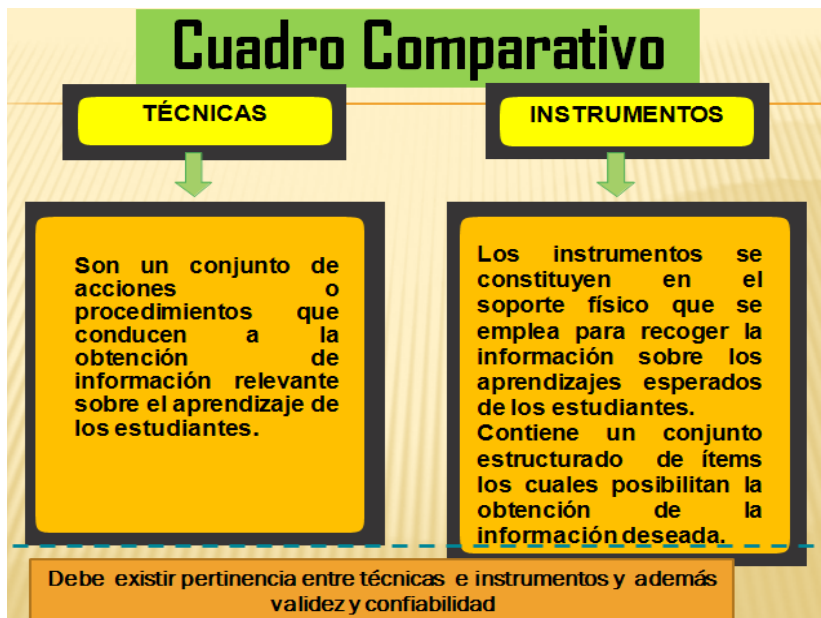 Cuadro Comparativo
TÉCNICAS
Son un conjunto de
acciones o
procedimientos que
conducen a la
obtención de
información relevante
sobre el aprendizaje de
los estudiantes.
INSTRUMENTOS
Los instrumentos se
constituyen en el
soporte físico que se
emplea para recoger la
información sobre los
aprendizajes esperados
de los estudiantes.
Contiene un conjunto
estructurado de ítems
los cuales posibilitan la
obtención de la
información deseada.
Debe existir pertinencia entre técnicas e instrumentos y además
validez y confiabilidad